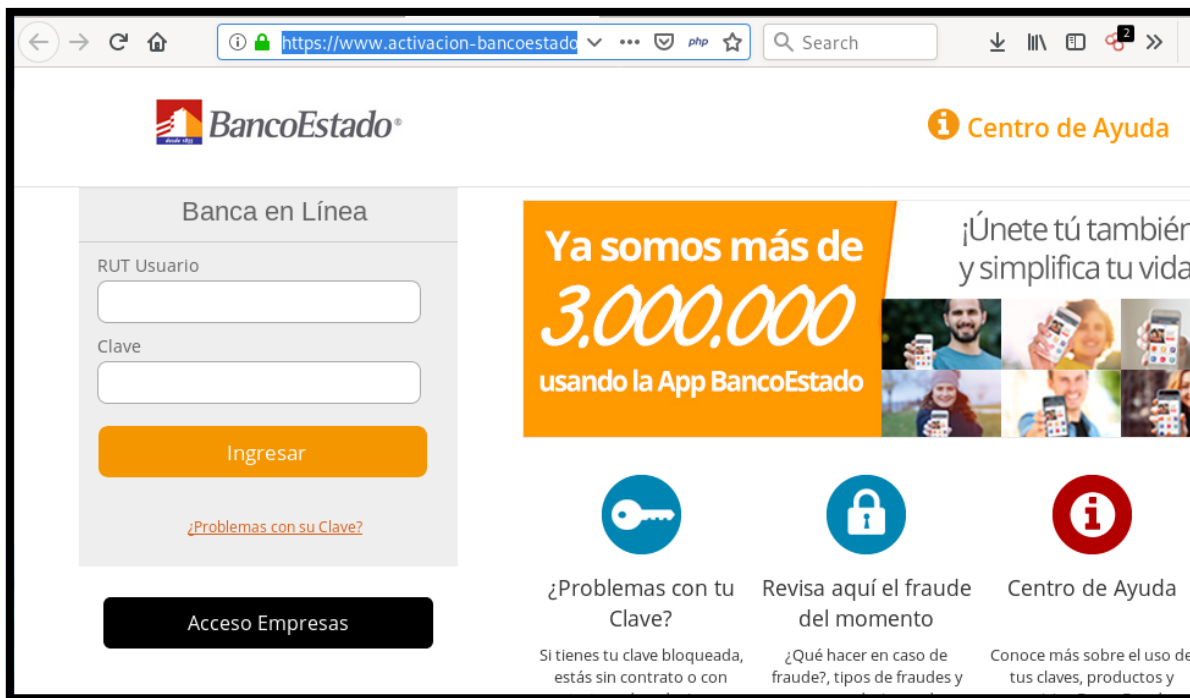 https://www.activacion-bancoestado
php
Search
2
BancoEstado®
desde 1855
Centro de Ayuda
Banca en Línea
RUT Usuario
Clave
Ingresar
¿Problemas con su Clave?
Acceso Empresas
Ya somos más de
3.000.000
usando la App BancoEstado
¡Únete tú también
y simplifica tu vida
¿Problemas con tu
Clave?
Si tienes tu clave bloqueada,
estás sin contrato o con
Revisa aquí el fraude
del momento
¿Qué hacer en caso de
fraude?, tipos de fraudes y
Centro de Ayuda
Conoce más sobre el uso de
tus claves, productos y